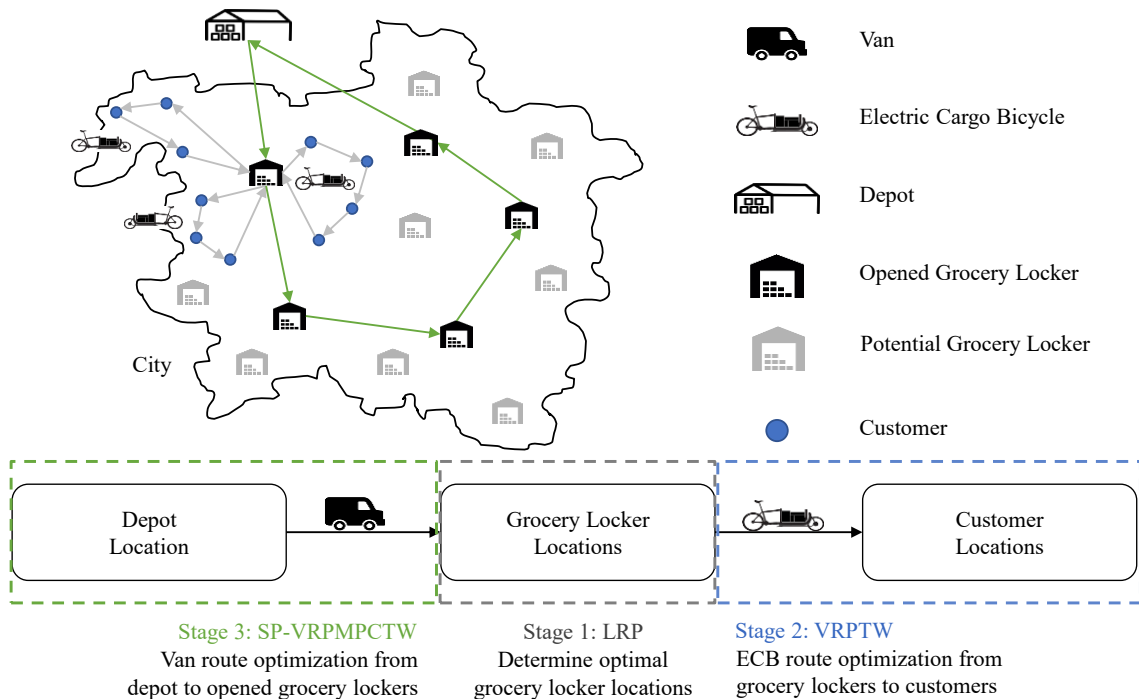 Van
Electric Cargo Bicycle
Depot
Opened Grocery Locker
Potential Grocery Locker
Customer
City
Depot
Location
Grocery Locker
Locations
Customer
Locations
Stage 3: SP-VRPMPCTW
Van route optimization from
depot to opened grocery lockers
Stage 1: LRP
Determine optimal
grocery locker locations
Stage 2: VRPTW
ECB route optimization from
grocery lockers to customers